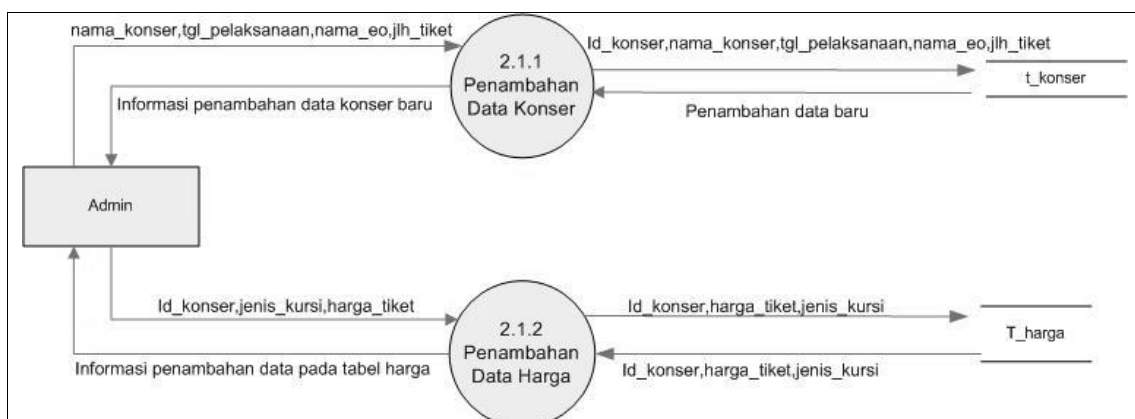 nama_konser,tgl_pelaksanaan,nama_eo,jlh_tiket
Id_konser,nama_konser,tgl_pelaksanaan,nama_eo,jlh_tiket
2.1.1
Penambahan
Data Konser
t_konser
Informasi penambahan data konser baru
Penambahan data baru
Admin
Id_konser,jenis_kursi,harga_tiket
Id_konser,harga_tiket,jenis_kursi
2.1.2
Penambahan
Data Harga
T_harga
Informasi penambahan data pada tabel harga
Id_konser,harga_tiket,jenis_kursi